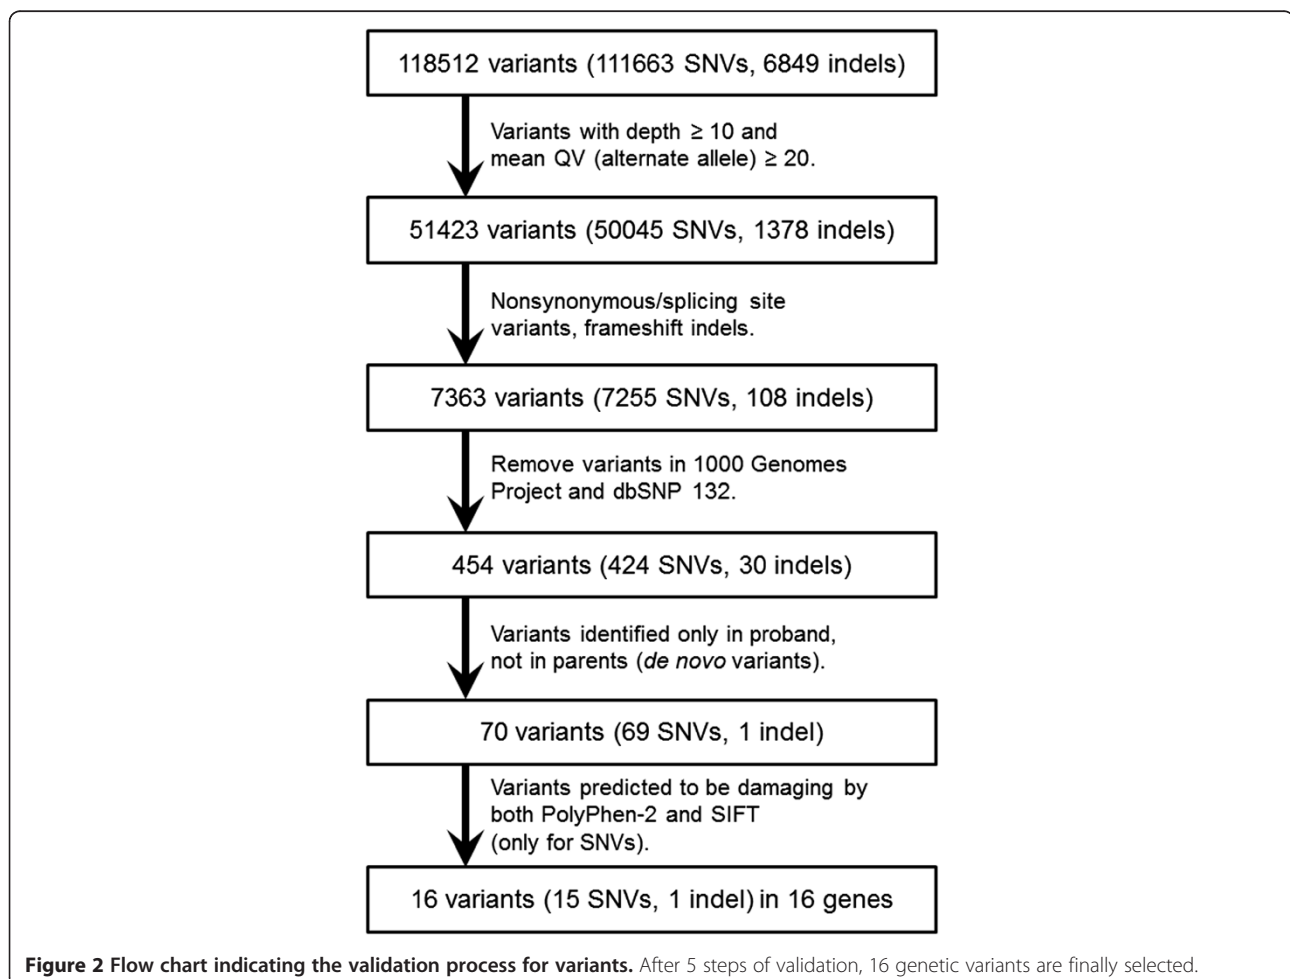 118512 variants (111663 SNVs, 6849 indels)
Variants with depth ≥ 10 and
mean QV (alternate allele) ≥ 20.
51423 variants (50045 SNVs, 1378 indels)
Nonsynonymous/splicing site
variants, frameshift indels.
7363 variants (7255 SNVs, 108 indels)
Remove variants in 1000 Genomes
Project and dbSNP 132.
454 variants (424 SNVs, 30 indels)
Variants identified only in proband,
not in parents (de novo variants).
70 variants (69 SNVs, 1 indel)
Variants predicted to be damaging by
both PolyPhen-2 and SIFT
(only for SNVs).
16 variants (15 SNVs, 1 indel) in 16 genes
Figure 2 Flow chart indicating the validation process for variants. After 5 steps of validation, 16 genetic variants are finally selected.